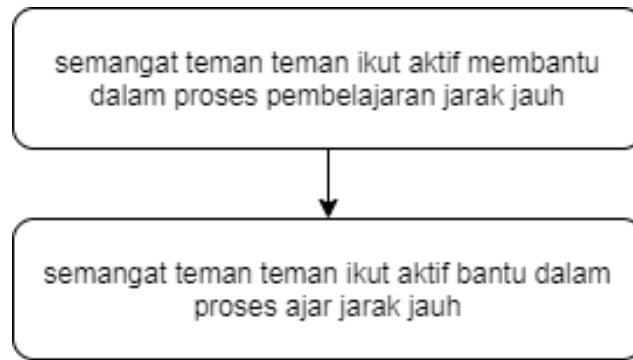 semangat teman teman ikut aktif membantu
dalam proses pembelajaran jarak jauh
semangat teman teman ikut aktif bantu dalam
proses ajar jarak jauh